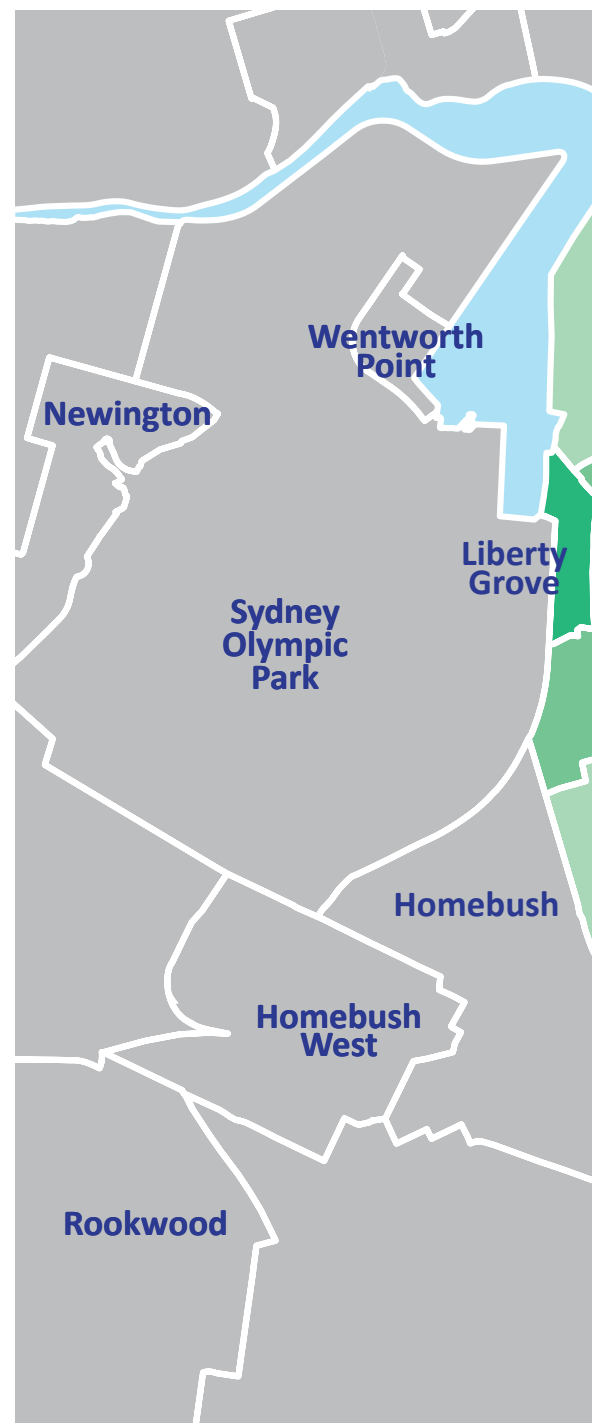 Wentworth
Point
Newington
Liberty
Grove
Sydney
Olympic
Park
Homebush
Homebush
West
Rookwood